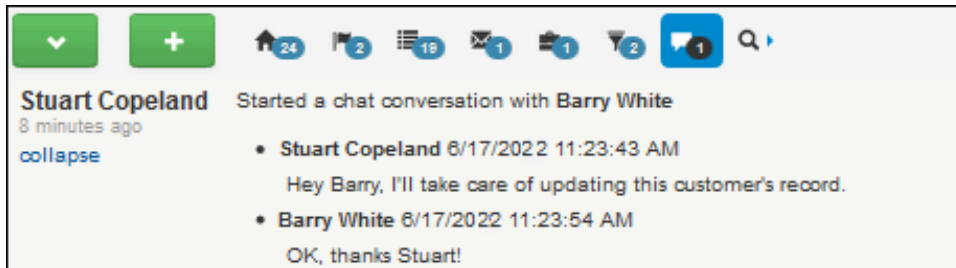 24 2 19 1 1 2 1
Stuart Copeland Started a chat conversation with Barry White
8 minutes ago
collapse
• Stuart Copeland 6/17/2022 11:23:43 AM
Hey Barry, I'll take care of updating this customer's record.
• Barry White 6/17/2022 11:23:54 AM
OK, thanks Stuart!